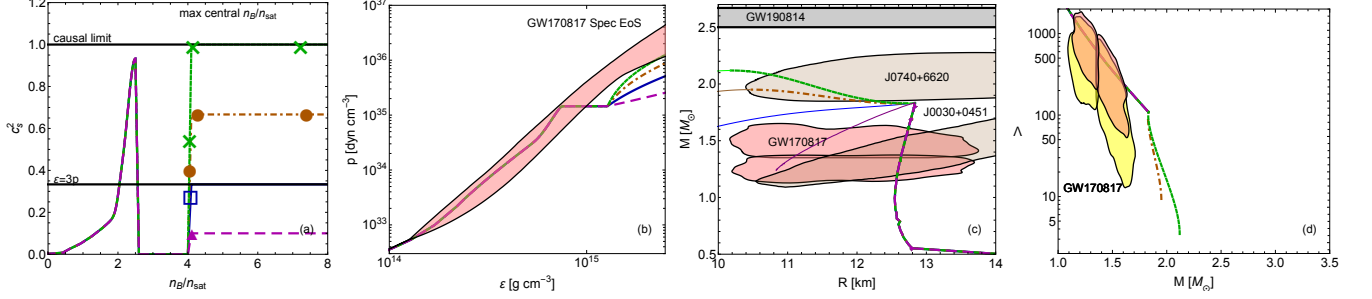 max central n_B/n_sat
1.2
causal limit
1.0
0.8
0.6
c_s^2
0.4
ε=3p
0.2
(a)
0.0
0 2 4 6 8
n_B/n_sat
10^37
GW170817 Spec EoS
10^36
p [dyn cm^-3]
10^35
10^34
10^33
(b)
10^14 10^15
ε [g cm^-3]
GW190814
2.5
J0740+6620
2.0
M [M_⊙]
J0030+0451
1.5
GW170817
1.0
(c)
0.5
10 11 12 13 14
R [km]
1000
500
100
Λ
50
GW170817
10
5
(d)
1.0 1.5 2.0 2.5 3.0 3.5
M [M_⊙]